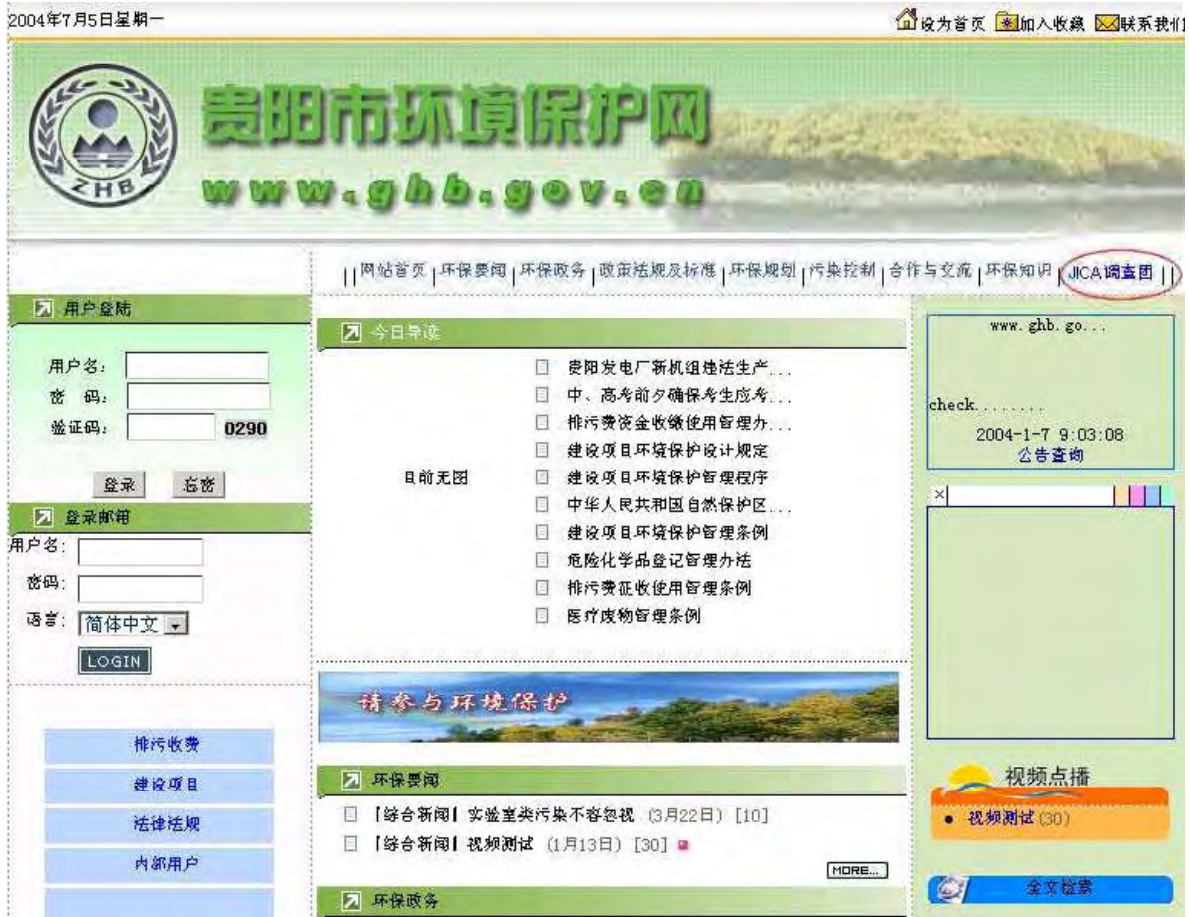 2004年7月5日星期一
设为首页 加入收藏 联系我们
贵阳市环境保护网
www.ghb.gov.cn
ZHB
||网站首页|环保要闻|环保政务|政策法规及标准|环保规划|污染控制|合作与交流|环保知识|JICA调查团||
用户登陆
用户名:
密 码:
验证码: 0290
登录 忘密
登录邮箱
用户名:
密码:
语言: 简体中文
LOGIN
排污收费
建设项目
法律法规
内部用户
今日导读
目前无图
贵阳发电厂新机组违法生产...
中、高考前夕确保考生应考...
排污费资金收缴使用管理办...
建设项目环境保护设计规定
建设项目环境保护管理程序
中华人民共和国自然保护区...
建设项目环境保护管理条例
危险化学品登记管理办法
排污费征收使用管理条例
医疗废物管理条例
请参与环境保护
环保要闻
【综合新闻】实验室类污染不容忽视 (3月22日) [10]
【综合新闻】视频测试 (1月13日) [30]
MORE...
环保政务
www.ghb.go...
check........
2004-1-7 9:03:08
公告查询
×
视频点播
视频测试(30)
全文检索